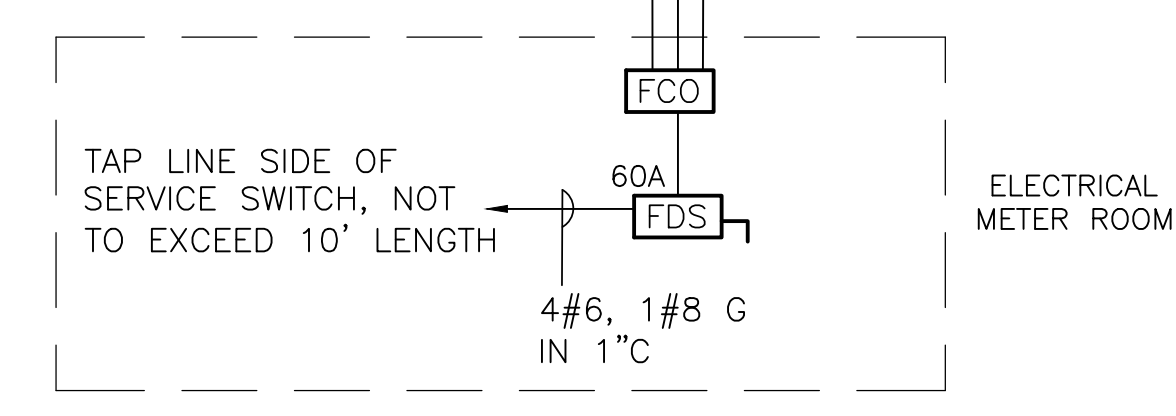 FCO
TAP LINE SIDE OF
SERVICE SWITCH, NOT
TO EXCEED 10' LENGTH
60A
FDS
4#6, 1#8 G
IN 1”C
ELECTRICAL
METER ROOM